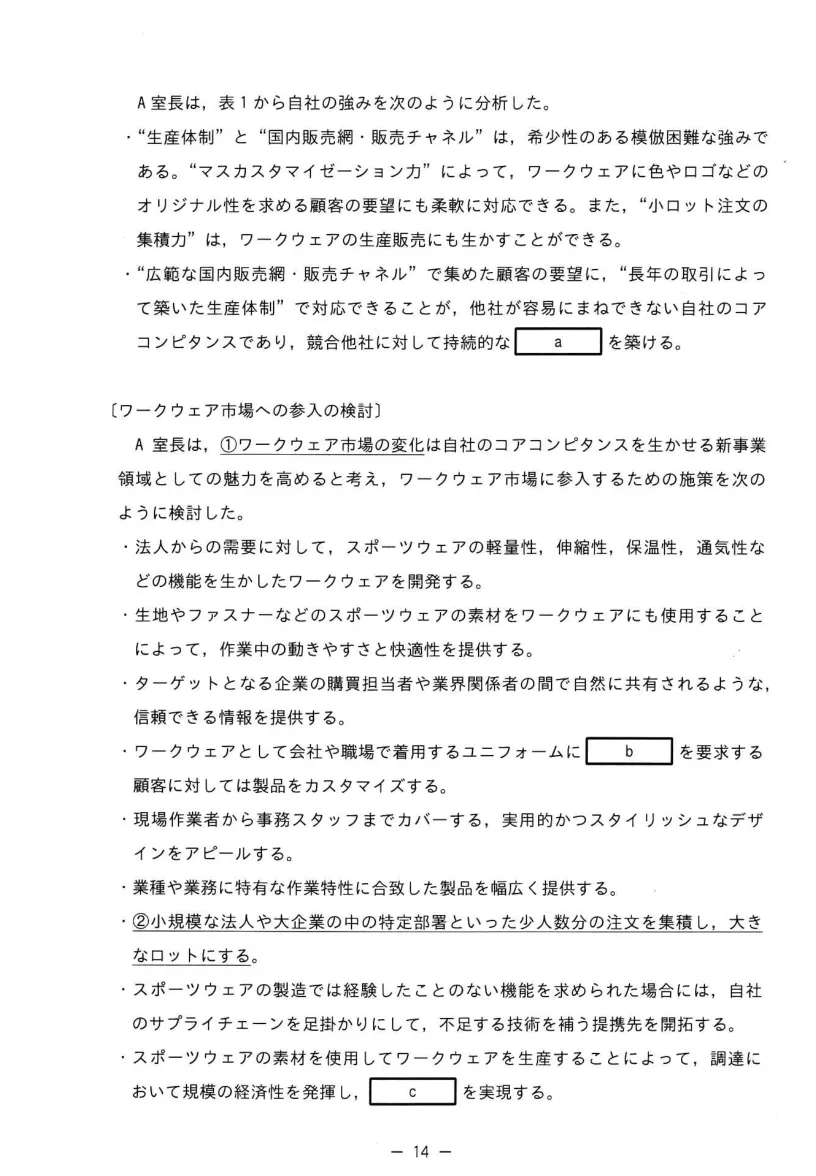 A 室長は，表 1 から自社の強みを次のように分析した。
・“生産体制” と “国内販売網・販売チャネル” は，希少性のある模倣困難な強みで
ある。“マスカスタマイゼーション力” によって，ワークウェアに色やロゴなどの
オリジナル性を求める顧客の要望にも柔軟に対応できる。また，“小ロット注文の
集積力” は，ワークウェアの生産販売にも生かすことができる。
・“広範な国内販売網・販売チャネル” で集めた顧客の要望に，“長年の取引によっ
て築いた生産体制” で対応できることが，他社が容易にまねできない自社のコア
コンピタンスであり，競合他社に対して持続的な a を築ける。
〔ワークウェア市場への参入の検討〕
A 室長は，①ワークウェア市場の変化は自社のコアコンピタンスを生かせる新事業
領域としての魅力を高めると考え，ワークウェア市場に参入するための施策を次の
ように検討した。
・法人からの需要に対して，スポーツウェアの軽量性，伸縮性，保温性，通気性な
どの機能を生かしたワークウェアを開発する。
・生地やファスナーなどのスポーツウェアの素材をワークウェアにも使用すること
によって，作業中の動きやすさと快適性を提供する。
・ターゲットとなる企業の購買担当者や業界関係者の間で自然に共有されるような，
信頼できる情報を提供する。
・ワークウェアとして会社や職場で着用するユニフォームに b を要求する
顧客に対しては製品をカスタマイズする。
・現場作業者から事務スタッフまでカバーする，実用的かつスタイリッシュなデザ
インをアピールする。
・業種や業務に特有な作業特性に合致した製品を幅広く提供する。
・②小規模な法人や大企業の中の特定部署といった少人数分の注文を集積し，大き
なロットにする。
・スポーツウェアの製造では経験したことのない機能を求められた場合には，自社
のサプライチェーンを足掛かりにして，不足する技術を補う提携先を開拓する。
・スポーツウェアの素材を使用してワークウェアを生産することによって，調達に
おいて規模の経済性を発揮し， c を実現する。
－ 14 －